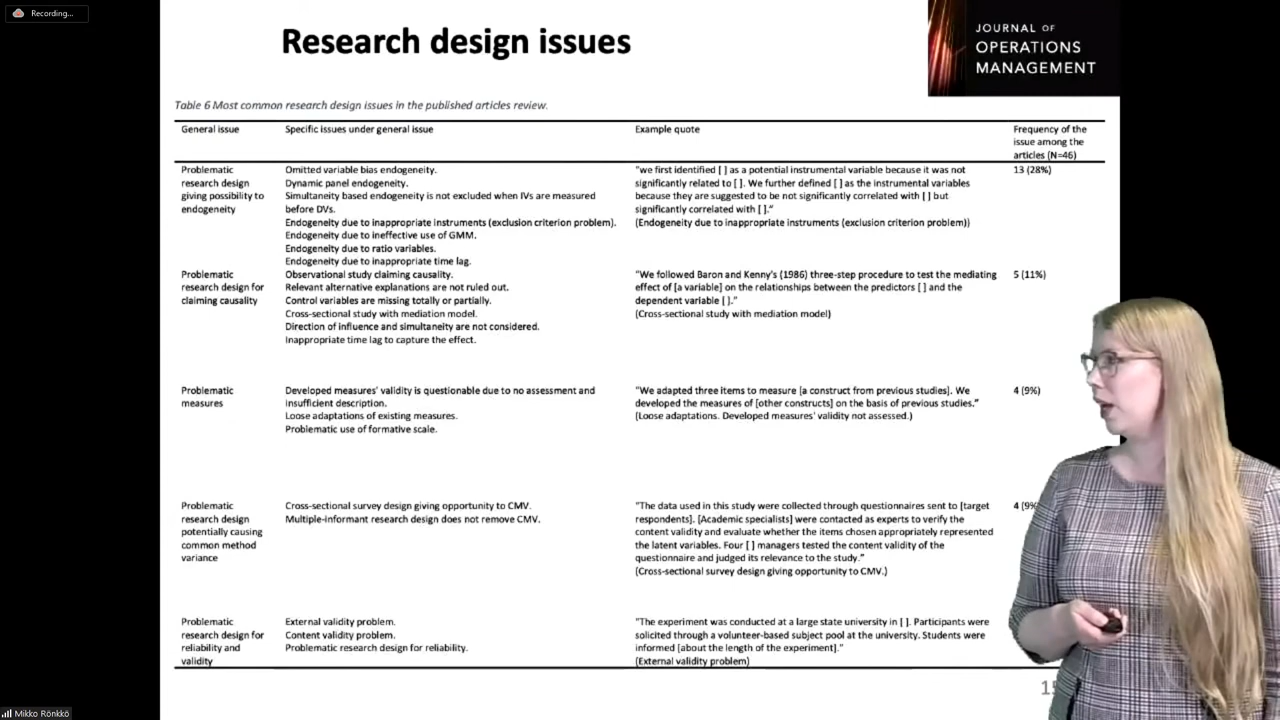 Recording...
Research design issues
JOURNAL OF
OPERATIONS
MANAGEMENT
Table 6 Most common research design issues in the published articles review.
General issue
Specific issues under general issue
Example quote
Frequency of the
issue among the
articles (N=46)
Problematic
research design
giving possibility to
endogeneity
Omitted variable bias endogeneity.
Dynamic panel endogeneity.
Simultaneity based endogeneity is not excluded when IVs are measured
before DVs.
Endogeneity due to inappropriate instruments (exclusion criterion problem).
Endogeneity due to ineffective use of GMM.
Endogeneity due to ratio variables.
Endogeneity due to inappropriate time lag.
"we first identified [ ] as a potential instrumental variable because it was not
significantly related to [ ]. We further defined [ ] as the instrumental variables
because they are suggested to be not significantly correlated with [ ] but
significantly correlated with [ ]."
(Endogeneity due to inappropriate instruments (exclusion criterion problem))
13 (28%)
Problematic
research design for
claiming causality
Observational study claiming causality.
Relevant alternative explanations are not ruled out.
Control variables are missing totally or partially.
Cross-sectional study with mediation model.
Direction of influence and simultaneity are not considered.
Inappropriate time lag to capture the effect.
"We followed Baron and Kenny's (1986) three-step procedure to test the mediating
effect of [a variable] on the relationships between the predictors [ ] and the
dependent variable [ ]."
(Cross-sectional study with mediation model)
5 (11%)
Problematic
measures
Developed measures' validity is questionable due to no assessment and
insufficient description.
Loose adaptations of existing measures.
Problematic use of formative scale.
"We adapted three items to measure [a construct from previous studies]. We
developed the measures of [other constructs] on the basis of previous studies."
(Loose adaptations. Developed measures' validity not assessed.)
4 (9%)
Problematic
research design
potentially causing
common method
variance
Cross-sectional survey design giving opportunity to CMV.
Multiple-informant research design does not remove CMV.
"The data used in this study were collected through questionnaires sent to [target
respondents]. [Academic specialists] were contacted as experts to verify the
content validity and evaluate whether the items chosen appropriately represented
the latent variables. Four [ ] managers tested the content validity of the
questionnaire and judged its relevance to the study."
(Cross-sectional survey design giving opportunity to CMV.)
4 (9%
Problematic
research design for
reliability and
validity
External validity problem.
Content validity problem.
Problematic research design for reliability.
"The experiment was conducted at a large state university in [ ]. Participants were
solicited through a volunteer-based subject pool at the university. Students were
informed [about the length of the experiment]."
(External validity problem)
Mikko Rönkkö